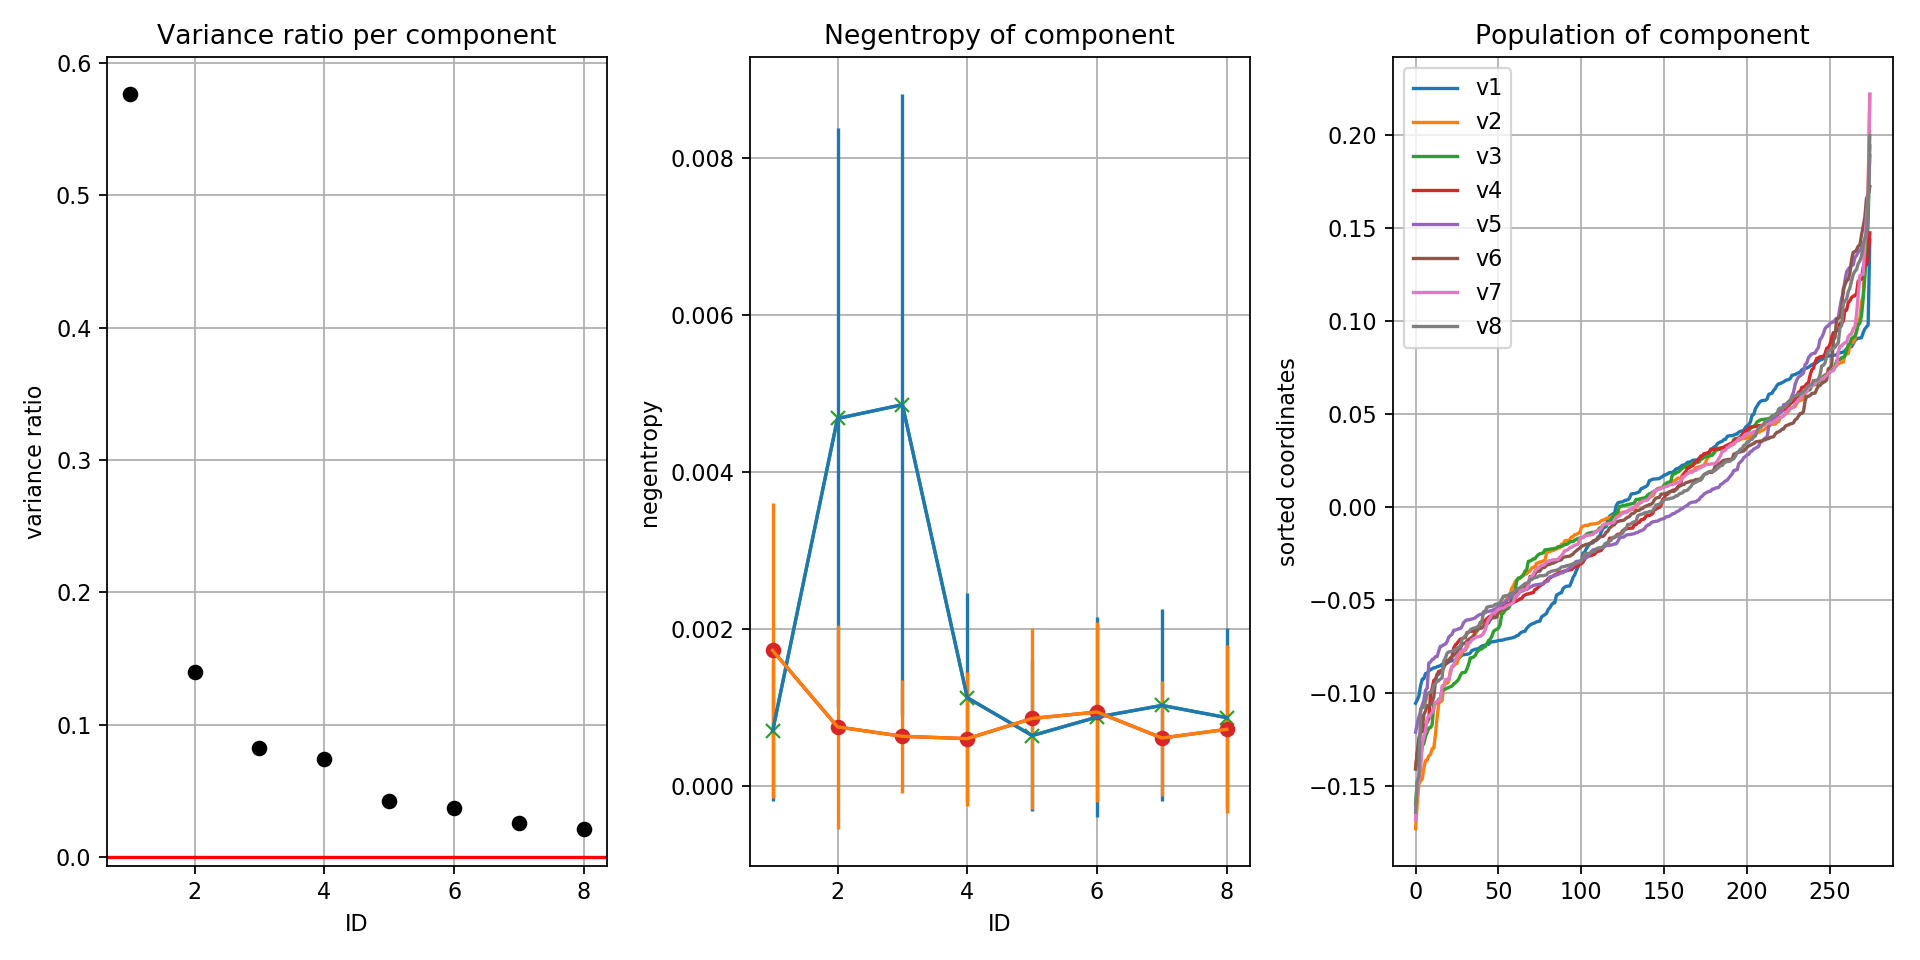 Variance ratio per component
0.6
0.5
0.4
0.3
0.2
0.1
0.0
variance ratio
2
4
6
8
ID
Negentropy of component
0.008
0.006
0.004
0.002
0.000
negentropy
2
4
6
8
ID
Population of component
v1
v2
v3
v4
v5
v6
v7
v8
0.20
0.15
0.10
0.05
0.00
−0.05
−0.10
−0.15
sorted coordinates
0
50
100
150
200
250